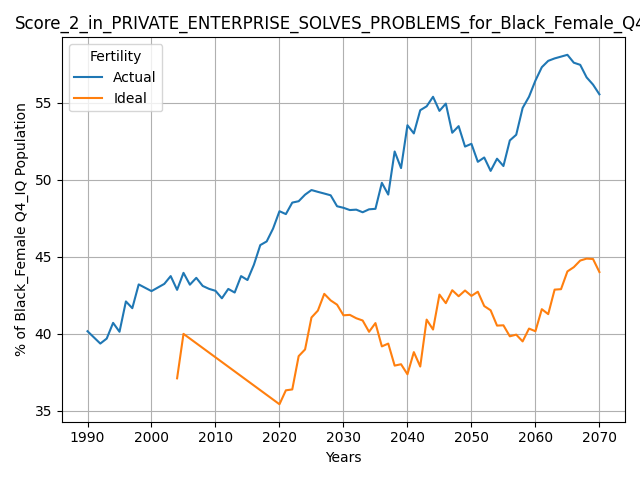 Score_2_in_PRIVATE_ENTERPRISE_SOLVES_PROBLEMS_for_Black_Female_Q4
Fertility
Actual
Ideal
% of Black_Female Q4_IQ Population
55
50
45
40
35
1990 2000 2010 2020 2030 2040 2050 2060 2070
Years